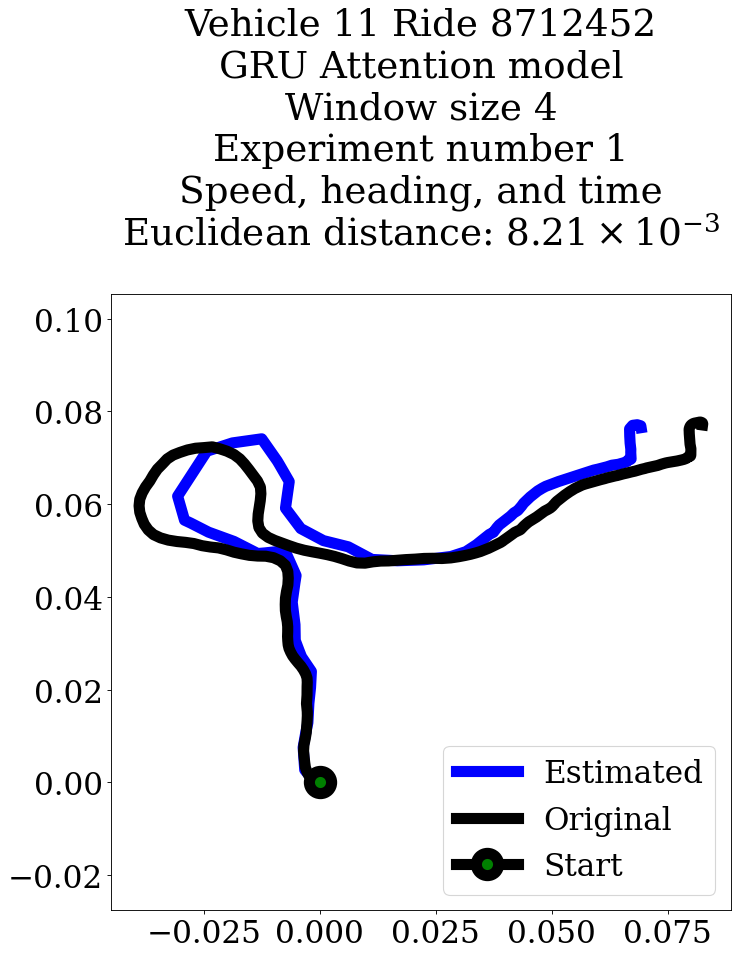 Vehicle 11 Ride 8712452
GRU Attention model
Window size 4
Experiment number 1
Speed, heading, and time
Euclidean distance: 8.21 × 10⁻³
0.10
0.08
0.06
0.04
0.02
0.00
−0.02
Estimated
Original
Start
−0.025 0.000 0.025 0.050 0.075